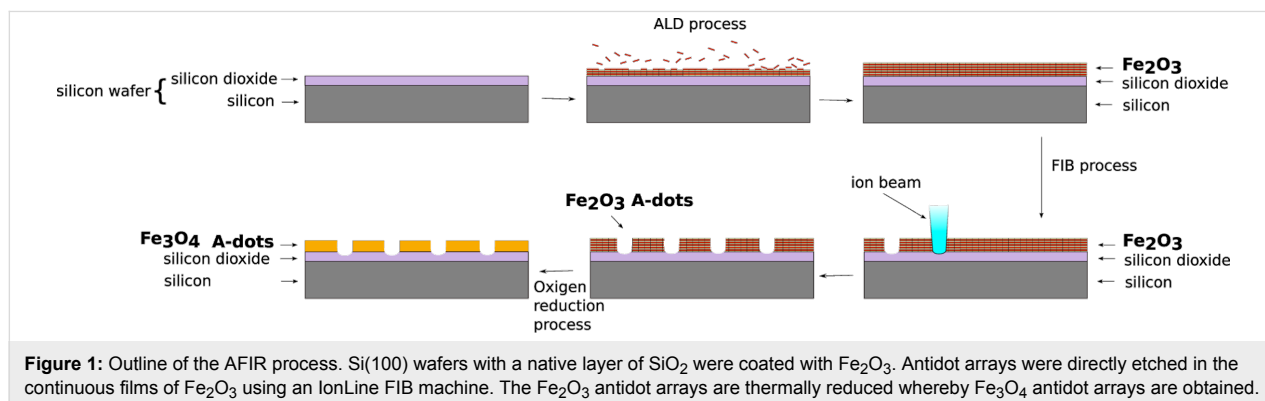 ALD process
silicon wafer { silicon dioxide
silicon
Fe₂O₃
silicon dioxide
silicon
FIB process
ion beam
Fe₂O₃
silicon dioxide
silicon
Fe₂O₃ A-dots
Oxigen
reduction
process
Fe₃O₄ A-dots
silicon dioxide
silicon
Figure 1: Outline of the AFIR process. Si(100) wafers with a native layer of SiO₂ were coated with Fe₂O₃. Antidot arrays were directly etched in the
continuous films of Fe₂O₃ using an IonLine FIB machine. The Fe₂O₃ antidot arrays are thermally reduced whereby Fe₃O₄ antidot arrays are obtained.